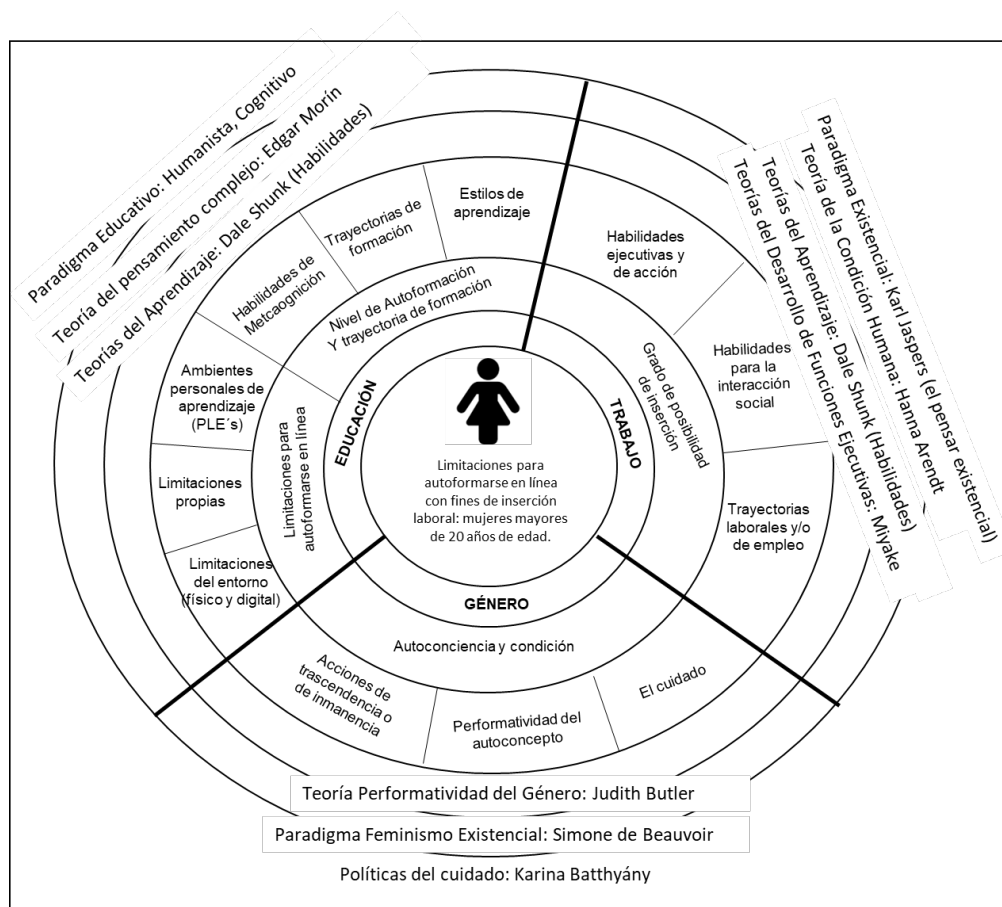 Paradigma Educativo: Humanista, Cognitivo
Teoría del pensamiento complejo: Edgar Morín
Teorías del Aprendizaje: Dale Shunk (Habilidades)
Paradigma Existencial: Karl Jaspers (el pensar existencial)
Teoría de la Condición Humana: Hanna Arendt
Teorías del Aprendizaje: Dale Shunk (Habilidades)
Teorías del Desarrollo de Funciones Ejecutivas: Miyake
Estilos de
aprendizaje
Trayectorias de
formación
Habilidades de
Metcaognición
Ambientes
personales de
aprendizaje
(PLE´s)
Limitaciones
propias
Limitaciones
del entorno
(físico y digital)
Nivel de Autoformación
Y trayectoria de formación
Limitaciones para
autoformarse en línea
EDUCACIÓN
Habilidades
ejecutivas y
de acción
Habilidades
para la
interacción
social
Trayectorias
laborales y/o
de empleo
Grado de posibilidad
de inserción
TRABAJO
Limitaciones para
autoformarse en línea
con fines de inserción
laboral: mujeres mayores
de 20 años de edad.
GÉNERO
Autoconciencia y condición
Acciones de
trascendencia o
de inmanencia
Performatividad del
autoconcepto
El cuidado
Teoría Performatividad del Género: Judith Butler
Paradigma Feminismo Existencial: Simone de Beauvoir
Políticas del cuidado: Karina Batthyány